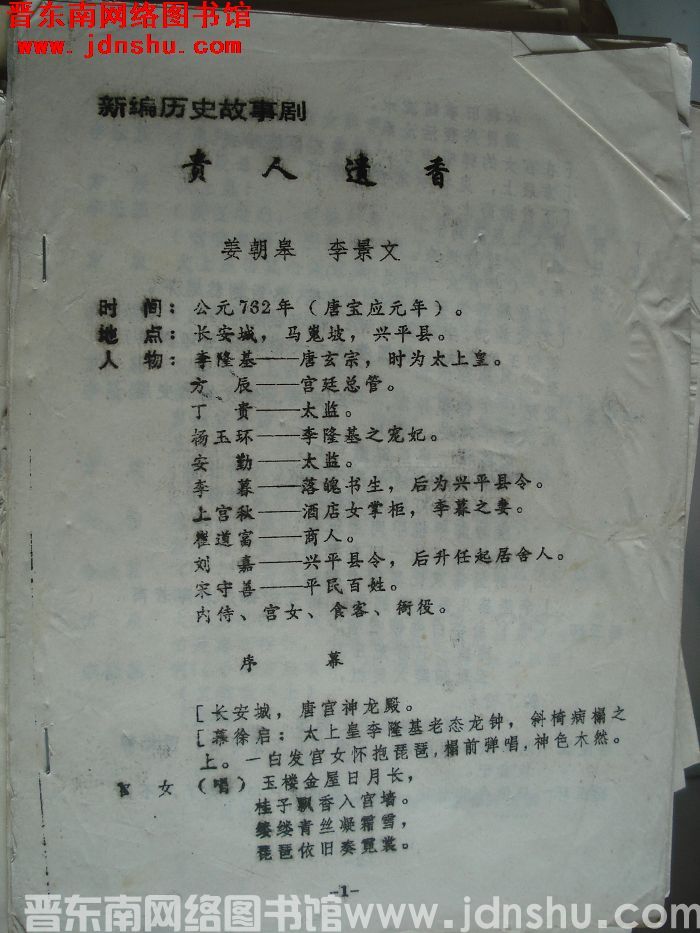 晋东南网络图书馆
www.jdnshu.com
新编历史故事剧
贵人遗香
姜朝皋 李景文
时间：公元762年（唐宝应元年）。
地点：长安城，马嵬坡，兴平县。
人物：李隆基——唐玄宗，时为太上皇。
方辰——宫廷总管。
丁贵——太监。
杨玉环——李隆基之宠妃。
安勤——太监。
李暮——落魄书生，后为兴平县令。
上官秋——酒店女掌柜，李暮之妻。
崔道富——商人。
刘嘉——兴平县令，后升任起居舍人。
宋守善——平民百姓。
内侍、宫女、食客、衙役。
序幕
［长安城，唐宫神龙殿。
［幕徐启：太上皇李隆基老态龙钟，斜椅病榻之
上。一白发宫女怀抱琵琶，榻前弹唱，神色木然。
宫女（唱）玉楼金屋日月长，
桂子飘香入宫墙。
缕缕青丝凝霜雪，
琵琶依旧奏霓裳。
-1-
晋东南网络图书馆 www.jdnshu.com